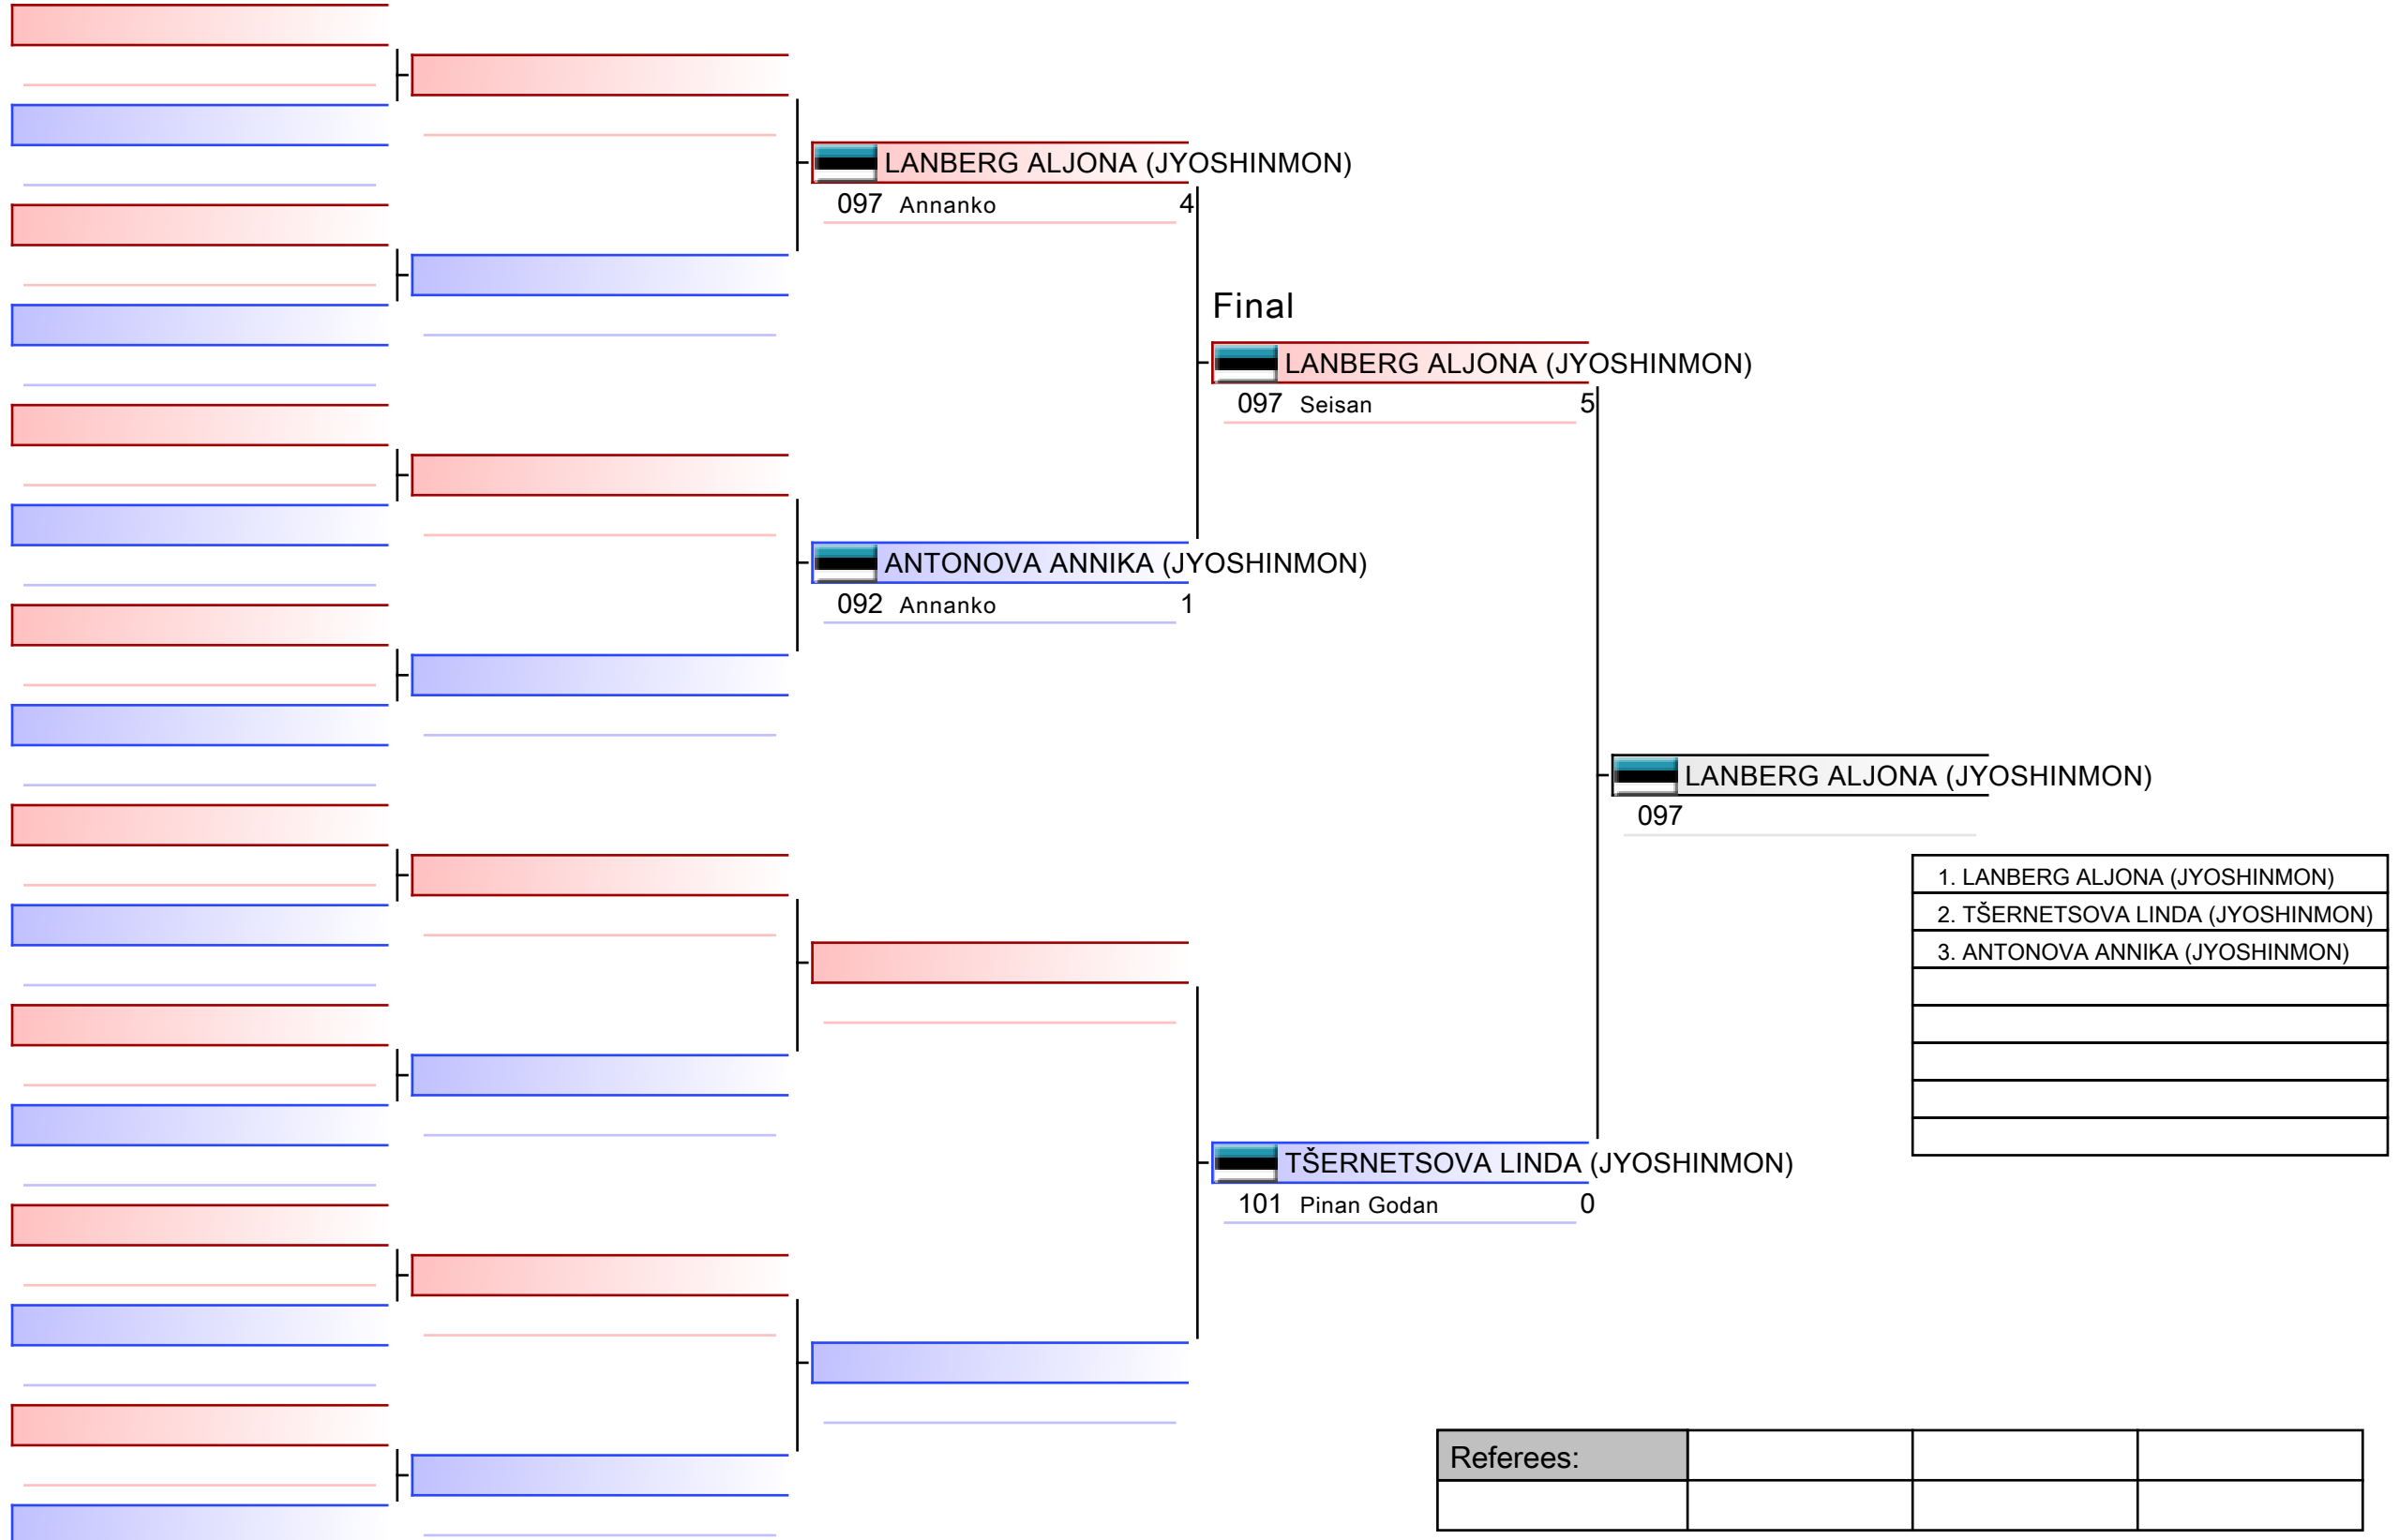 LANBERG ALJONA (JYOSHINMON)
097 Annanko 4
Final
LANBERG ALJONA (JYOSHINMON)
097 Seisan 5
ANTONOVA ANNIKA (JYOSHINMON)
092 Annanko 1
LANBERG ALJONA (JYOSHINMON)
097
1. LANBERG ALJONA (JYOSHINMON)
2. TŠERNETSOVA LINDA (JYOSHINMON)
3. ANTONOVA ANNIKA (JYOSHINMON)
TŠERNETSOVA LINDA (JYOSHINMON)
101 Pinan Godan 0
Referees: